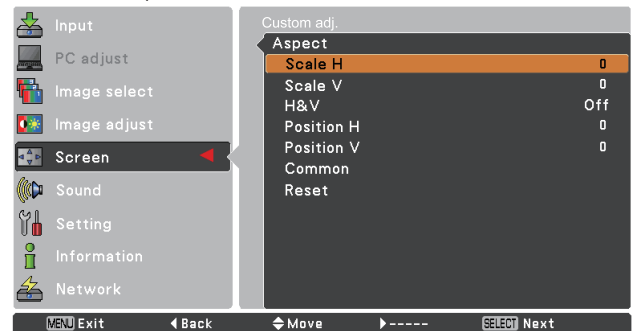 Input
PC adjust
Image select
Image adjust
Screen
Sound
Setting
Information
Network
Custom adj.
Aspect
Scale H 0
Scale V 0
H&V Off
Position H 0
Position V 0
Common
Reset
MENU Exit Back Move ----- SELECT Next